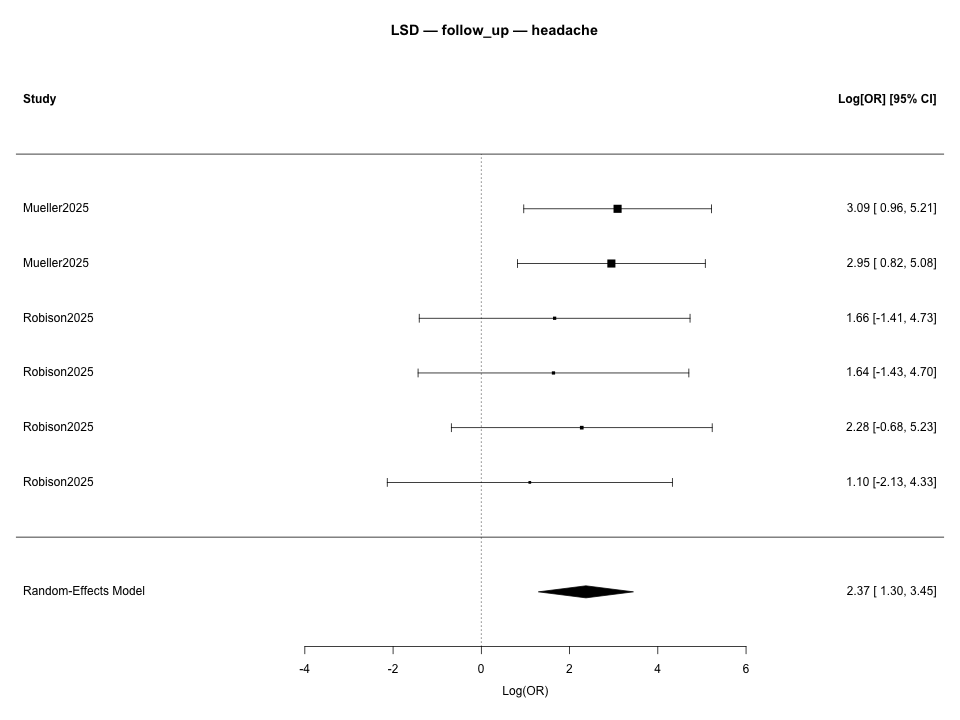 LSD — follow_up — headache
Study Log[OR] [95% CI]
Mueller2025 3.09 [ 0.96, 5.21]
Mueller2025 2.95 [ 0.82, 5.08]
Robison2025 1.66 [-1.41, 4.73]
Robison2025 1.64 [-1.43, 4.70]
Robison2025 2.28 [-0.68, 5.23]
Robison2025 1.10 [-2.13, 4.33]
Random-Effects Model 2.37 [ 1.30, 3.45]
-4 -2 0 2 4 6
Log(OR)